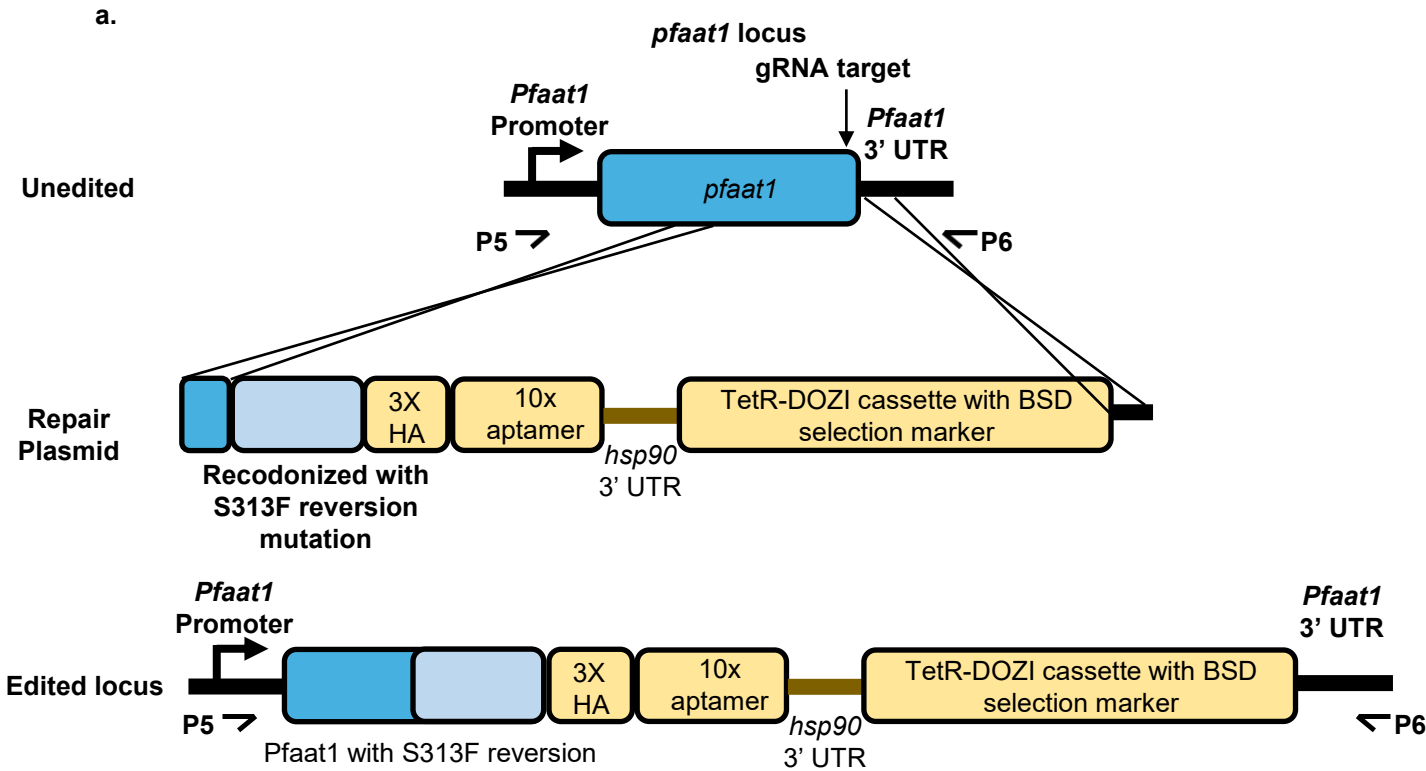 a.
pfaat1 locus
gRNA target
Pfaat1
Promoter
Pfaat1
3’ UTR
Unedited
pfaat1
P5
P6
Repair
Plasmid
3X
HA
10x
aptamer
TetR-DOZI cassette with BSD
selection marker
hsp90
3’ UTR
Recodonized with
S313F reversion
mutation
Pfaat1
Promoter
Pfaat1
3’ UTR
Edited locus
3X
HA
10x
aptamer
TetR-DOZI cassette with BSD
selection marker
P5
P6
hsp90
3’ UTR
Pfaat1 with S313F reversion